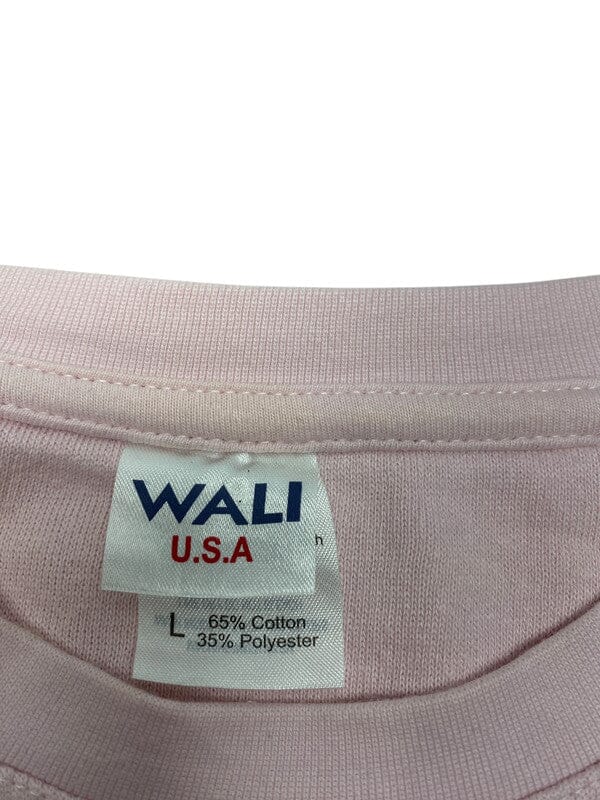 WALI
U.S.A
h
L
65% Cotton
35% Polyester